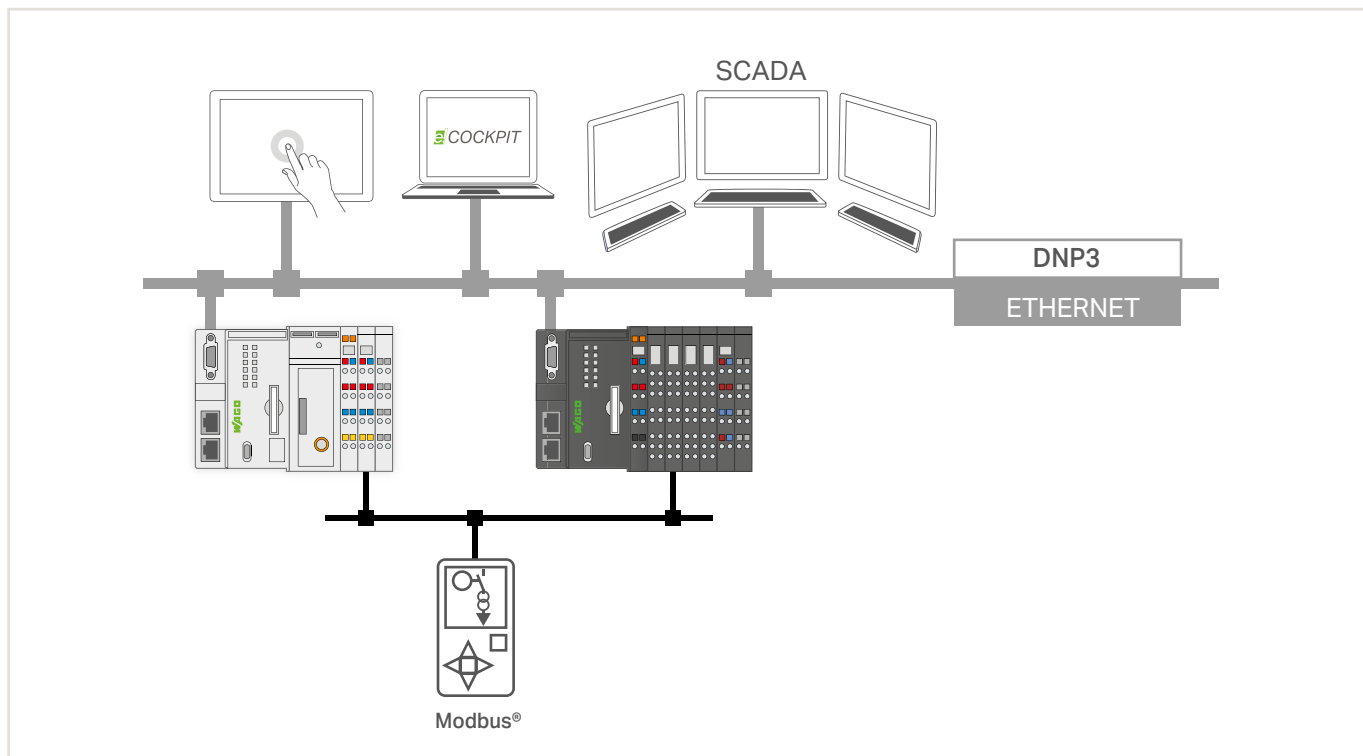 SCADA
e!COCKPIT
DNP3
ETHERNET
WAGO
WAGO
Modbus®